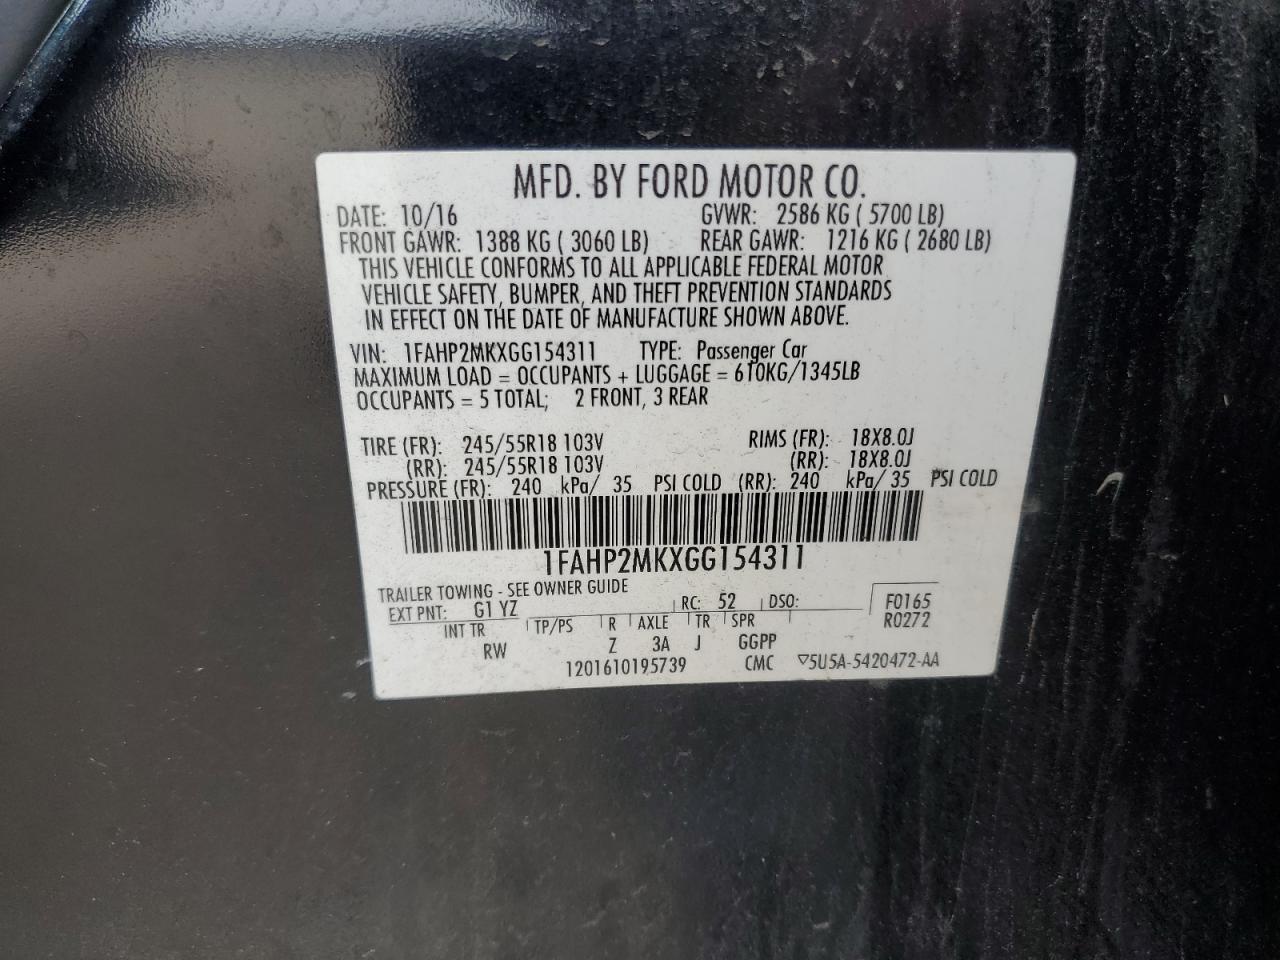 MFD. BY FORD MOTOR CO.
DATE: 10/16 GVWR: 2586 KG ( 5700 LB)
FRONT GAWR: 1388 KG ( 3060 LB) REAR GAWR: 1216 KG ( 2680 LB)
THIS VEHICLE CONFORMS TO ALL APPLICABLE FEDERAL MOTOR
VEHICLE SAFETY, BUMPER, AND THEFT PREVENTION STANDARDS
IN EFFECT ON THE DATE OF MANUFACTURE SHOWN ABOVE.
VIN: 1FAHP2MKXGG154311 TYPE: Passenger Car
MAXIMUM LOAD = OCCUPANTS + LUGGAGE = 610KG/1345LB
OCCUPANTS = 5 TOTAL; 2 FRONT, 3 REAR
TIRE (FR): 245/55R18 103V RIMS (FR): 18X8.0J
(RR): 245/55R18 103V (RR): 18X8.0J
PRESSURE (FR): 240 kPa/ 35 PSI COLD (RR): 240 kPa/ 35 PSI COLD
1FAHP2MKXGG154311
TRAILER TOWING - SEE OWNER GUIDE
EXT PNT: G1 YZ RC: 52 DSO: F0165
INT TR TP/PS R AXLE TR SPR R0272
RW Z 3A J GGPP
1201610195739 CMC ▽5U5A-5420472-AA